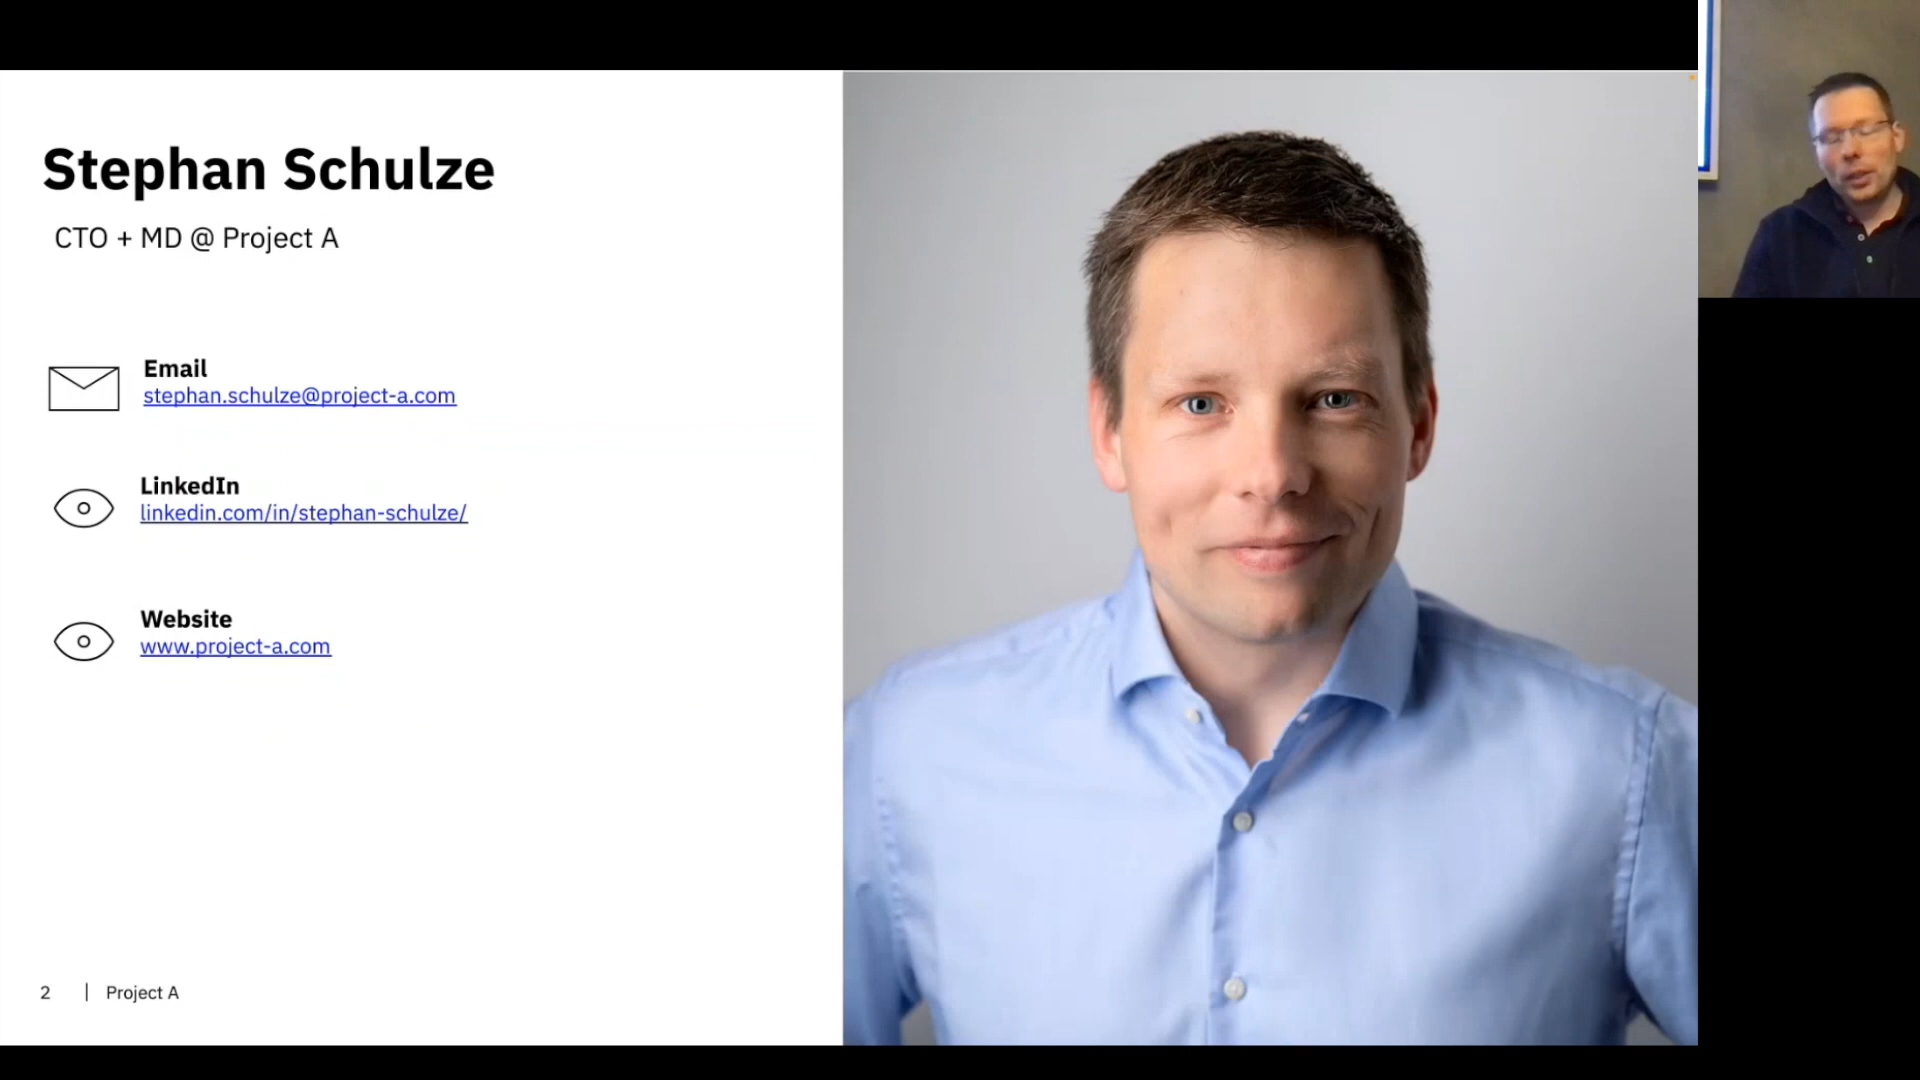 Stephan Schulze
CTO + MD @ Project A
Email
stephan.schulze@project-a.com
LinkedIn
linkedin.com/in/stephan-schulze/
Website
www.project-a.com
2 | Project A